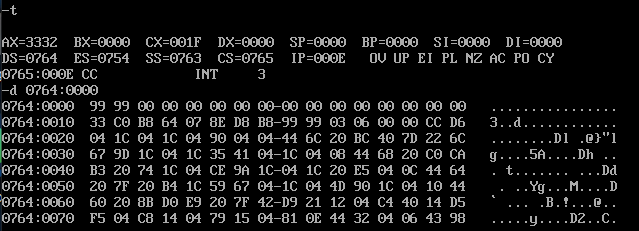 -t
AX=3332 BX=0000 CX=001F DX=0000 SP=0000 BP=0000 SI=0000 DI=0000
DS=0764 ES=0754 SS=0763 CS=0765 IP=000E OV UP EI PL NZ AC PO CY
0765:000E CC INT 3
-d 0764:0000
0764:0000 99 99 00 00 00 00 00 00-00 00 00 00 00 00 00 00 ................
0764:0010 33 C0 B8 64 07 8E D8 B8-99 99 03 06 00 00 CC D6 3..d............
0764:0020 04 1C 04 1C 04 90 04 04-44 6C 20 BC 40 7D 22 6C ........Dl .@}"l
0764:0030 67 9D 1C 04 1C 35 41 04-1C 04 08 44 68 20 C0 CA g....5A....Dh ..
0764:0040 B3 20 74 1C 04 CE 9A 1C-04 1C 20 E5 04 0C 44 64 . t....... ...Dd
0764:0050 20 7F 20 B4 1C 59 67 04-1C 04 4D 90 1C 04 10 44 . ..Yg...M....D
0764:0060 60 20 8B D0 E9 20 7F 42-D9 21 12 04 C4 40 14 D5 ` ... .B.!...@..
0764:0070 F5 04 C8 14 04 79 15 04-81 0E 44 32 04 06 43 98 .....y....D2..C.